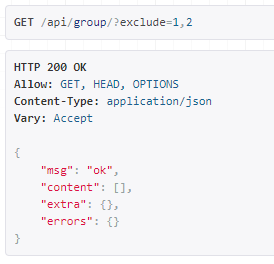 GET /api/group/?exclude=1,2
HTTP 200 OK
Allow: GET, HEAD, OPTIONS
Content-Type: application/json
Vary: Accept
{
"msg": "ok",
"content": [],
"extra": {},
"errors": {}
}